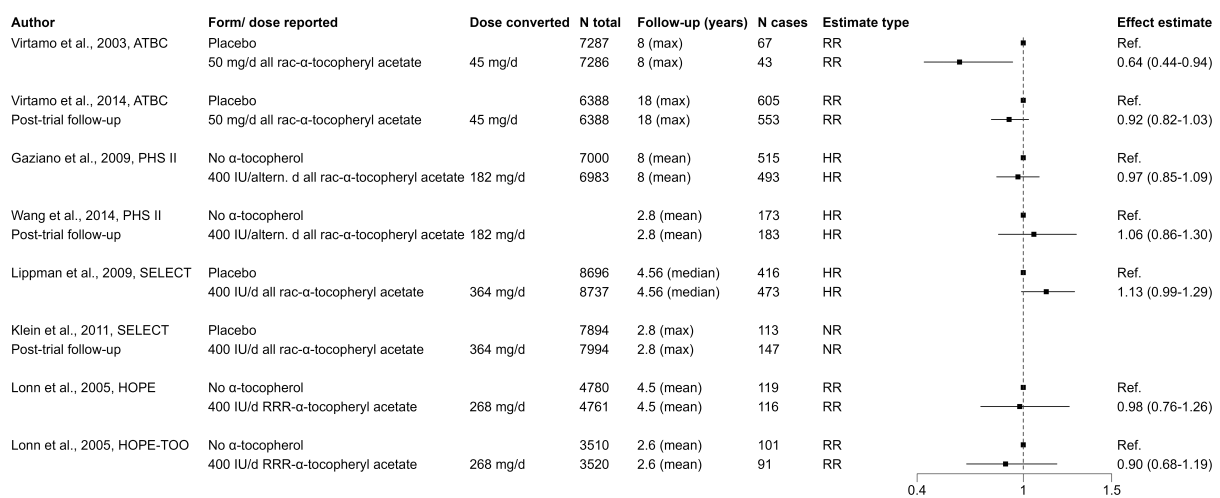 Author Form/ dose reported Dose converted N total Follow-up (years) N cases Estimate type Effect estimate
Virtamo et al., 2003, ATBC Placebo 7287 8 (max) 67 RR Ref.
50 mg/d all rac-α-tocopheryl acetate 45 mg/d 7286 8 (max) 43 RR 0.64 (0.44-0.94)
Virtamo et al., 2014, ATBC Placebo 6388 18 (max) 605 RR Ref.
Post-trial follow-up 50 mg/d all rac-α-tocopheryl acetate 45 mg/d 6388 18 (max) 553 RR 0.92 (0.82-1.03)
Gaziano et al., 2009, PHS II No α-tocopherol 7000 8 (mean) 515 HR Ref.
400 IU/altern. d all rac-α-tocopheryl acetate 182 mg/d 6983 8 (mean) 493 HR 0.97 (0.85-1.09)
Wang et al., 2014, PHS II No α-tocopherol 2.8 (mean) 173 HR Ref.
Post-trial follow-up 400 IU/altern. d all rac-α-tocopheryl acetate 182 mg/d 2.8 (mean) 183 HR 1.06 (0.86-1.30)
Lippman et al., 2009, SELECT Placebo 8696 4.56 (median) 416 HR Ref.
400 IU/d all rac-α-tocopheryl acetate 364 mg/d 8737 4.56 (median) 473 HR 1.13 (0.99-1.29)
Klein et al., 2011, SELECT Placebo 7894 2.8 (max) 113 NR
Post-trial follow-up 400 IU/d all rac-α-tocopheryl acetate 364 mg/d 7994 2.8 (max) 147 NR
Lonn et al., 2005, HOPE No α-tocopherol 4780 4.5 (mean) 119 RR Ref.
400 IU/d RRR-α-tocopheryl acetate 268 mg/d 4761 4.5 (mean) 116 RR 0.98 (0.76-1.26)
Lonn et al., 2005, HOPE-TOO No α-tocopherol 3510 2.6 (mean) 101 RR Ref.
400 IU/d RRR-α-tocopheryl acetate 268 mg/d 3520 2.6 (mean) 91 RR 0.90 (0.68-1.19)
0.4 1 1.5